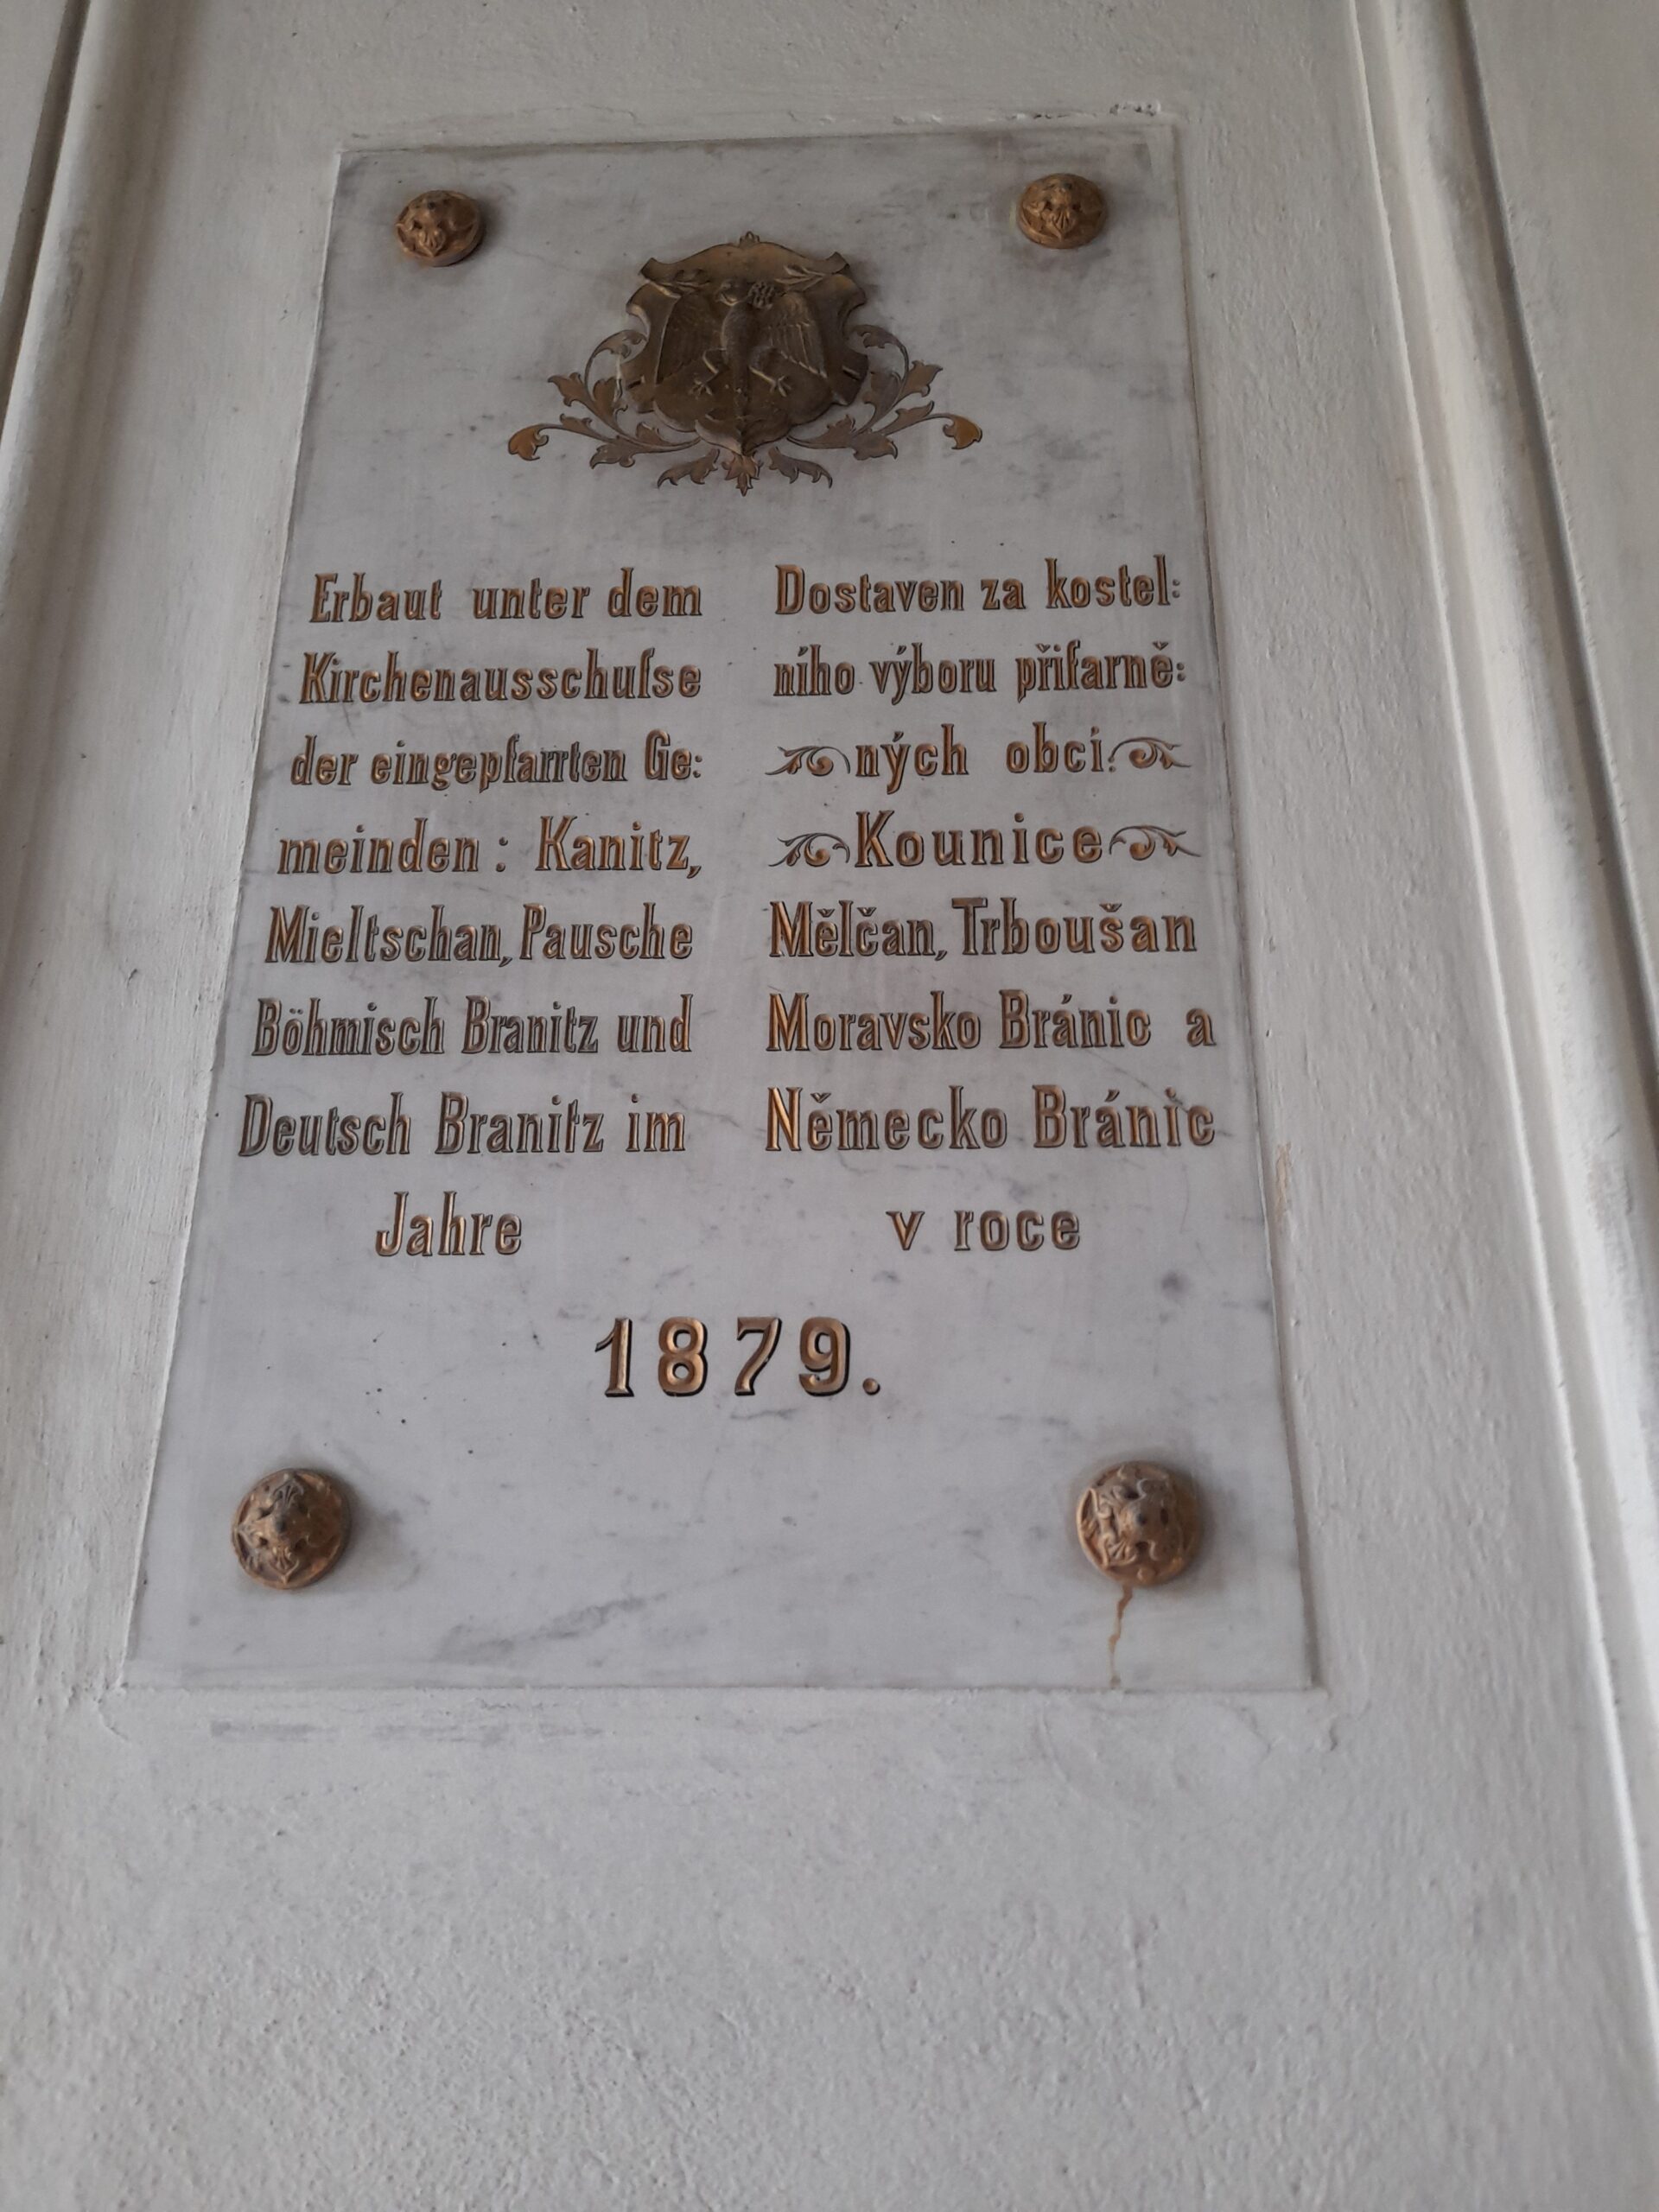 Erbaut unter dem
Kirchenausschuſse
der eingepfarrten Ge:
meinden: Kanitz,
Mieltschan, Pausche
Böhmisch Branitz und
Deutsch Branitz im
Jahre
Dostaven za kostel:
ního výboru přifarně:
ných obcí:
Kounice
Mělčan, Trboušan
Moravsko Bránic a
Německo Bránic
v roce
1879.